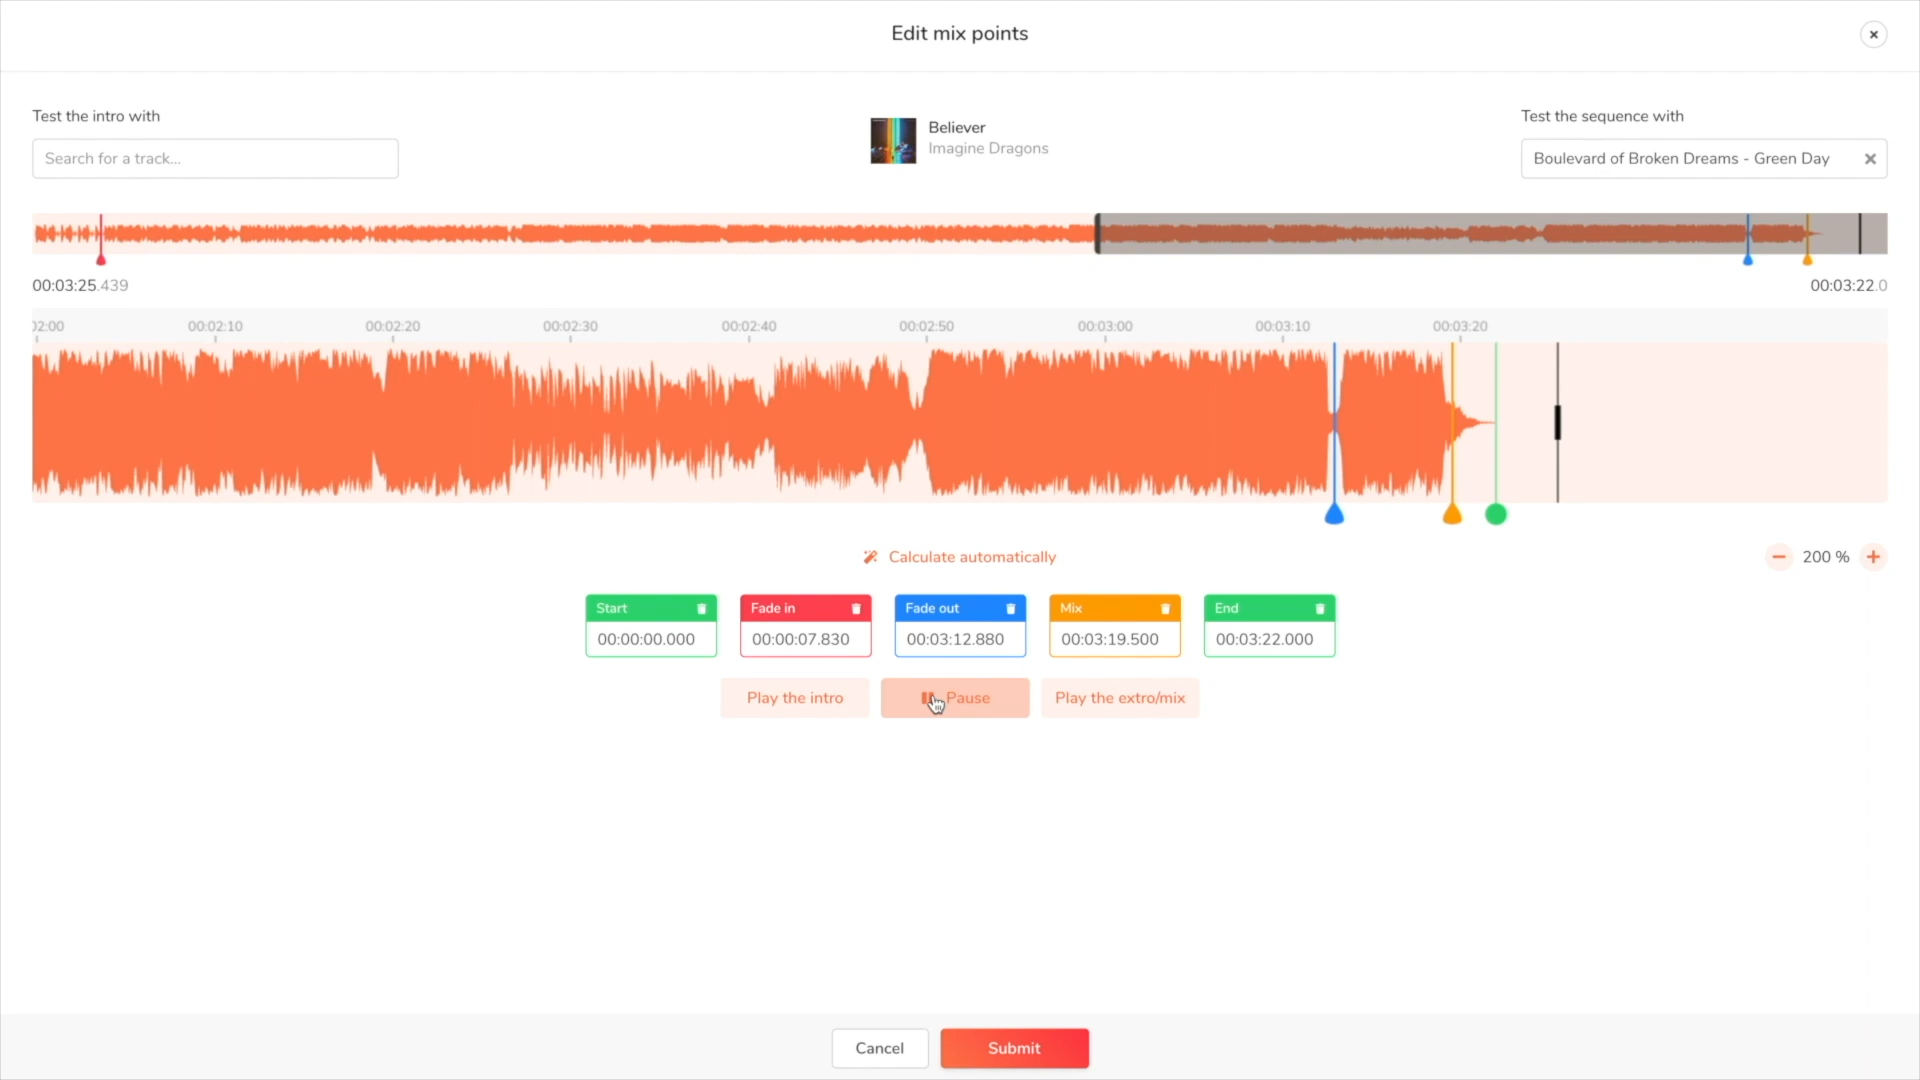 Edit mix points
Test the intro with
Search for a track...
Believer
Imagine Dragons
Test the sequence with
Boulevard of Broken Dreams - Green Day
00:03:25.439
00:03:22.0
02:00 00:02:10 00:02:20 00:02:30 00:02:40 00:02:50 00:03:00 00:03:10 00:03:20
Calculate automatically
200 %
Start Fade in Fade out Mix End
00:00:00.000 00:00:07.830 00:03:12.880 00:03:19.500 00:03:22.000
Play the intro Pause Play the extro/mix
Cancel Submit